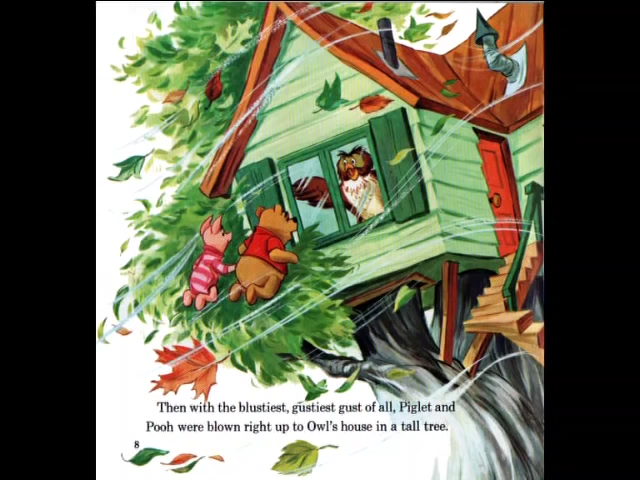 Then with the blustiest, gustiest gust of all, Piglet and
Pooh were blown right up to Owl's house in a tall tree.
8